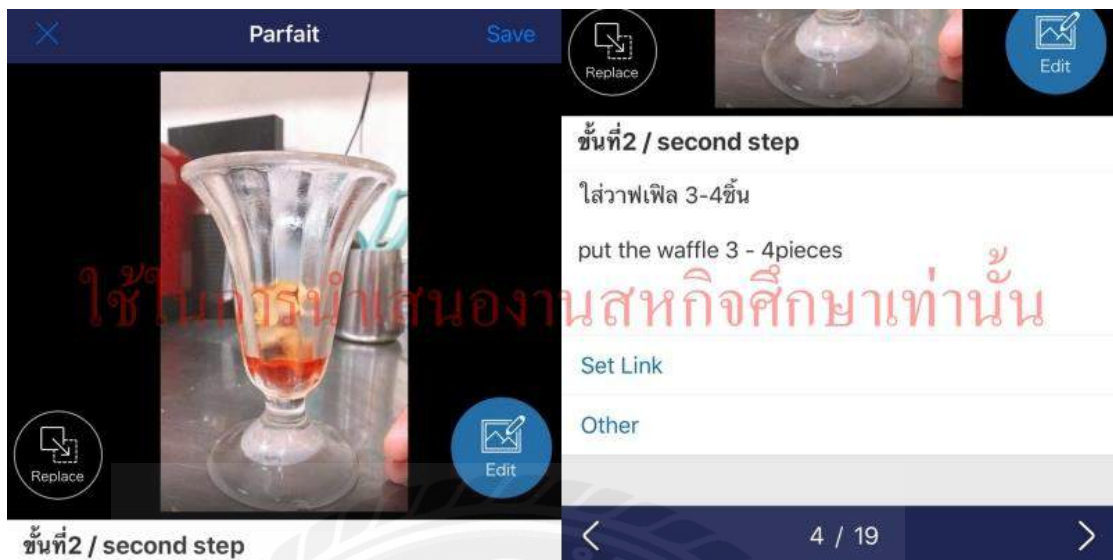 Parfait
Save
Replace
Edit
ขั้นที่2 / second step
Replace
Edit
ขั้นที่2 / second step
ใส่วาฟเฟิล 3-4ชิ้น
put the waffle 3 - 4pieces
ใช้ในการนำเสนองานสหกิจศึกษาเท่านั้น
Set Link
Other
4 / 19